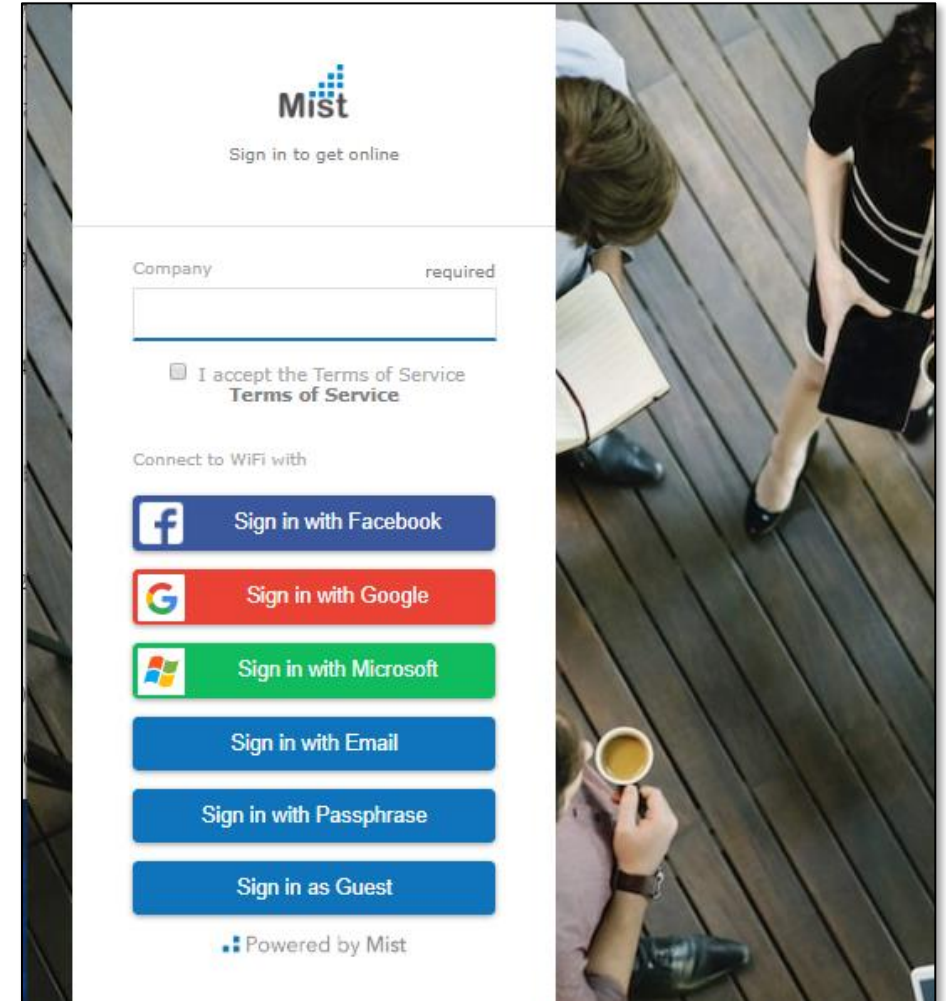 Mist
Sign in to get online
Company required
I accept the Terms of Service
Terms of Service
Connect to WiFi with
Sign in with Facebook
Sign in with Google
Sign in with Microsoft
Sign in with Email
Sign in with Passphrase
Sign in as Guest
Powered by Mist